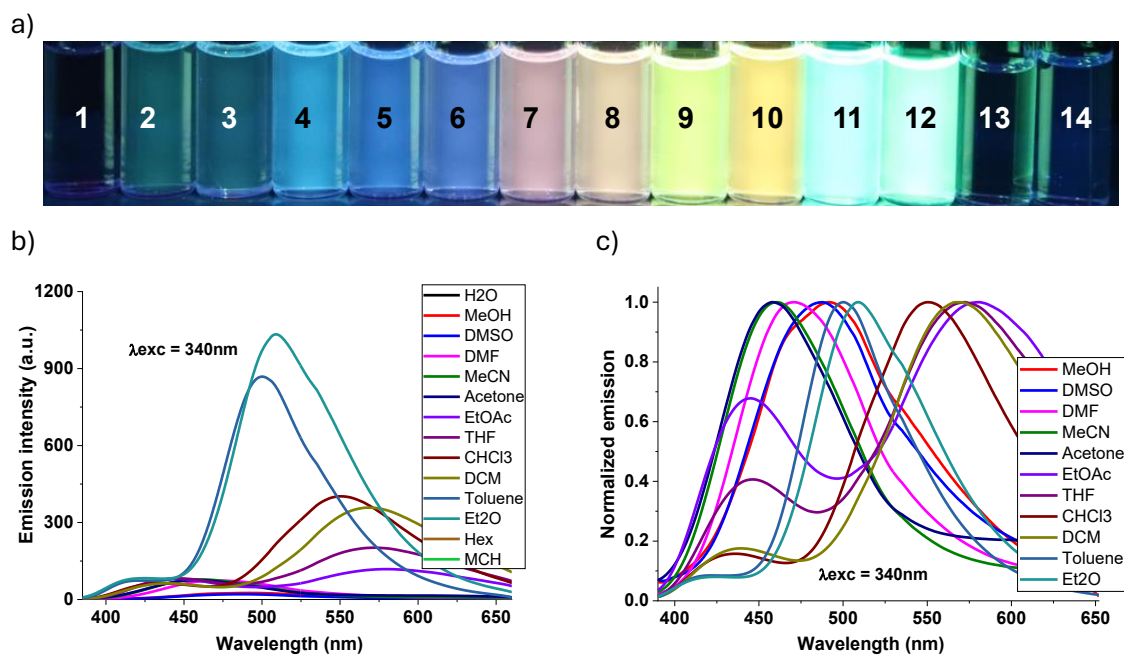 a)
1 2 3 4 5 6 7 8 9 10 11 12 13 14
b)
1200
900
600
300
0
400 450 500 550 600 650
Emission intensity (a.u.)
Wavelength (nm)
λexc = 340nm
H2O
MeOH
DMSO
DMF
MeCN
Acetone
EtOAc
THF
CHCl3
DCM
Toluene
Et2O
Hex
MCH
c)
1.0
0.8
0.6
0.4
0.2
0.0
400 450 500 550 600 650
Normalized emission
Wavelength (nm)
λexc = 340nm
MeOH
DMSO
DMF
MeCN
Acetone
EtOAc
THF
CHCl3
DCM
Toluene
Et2O